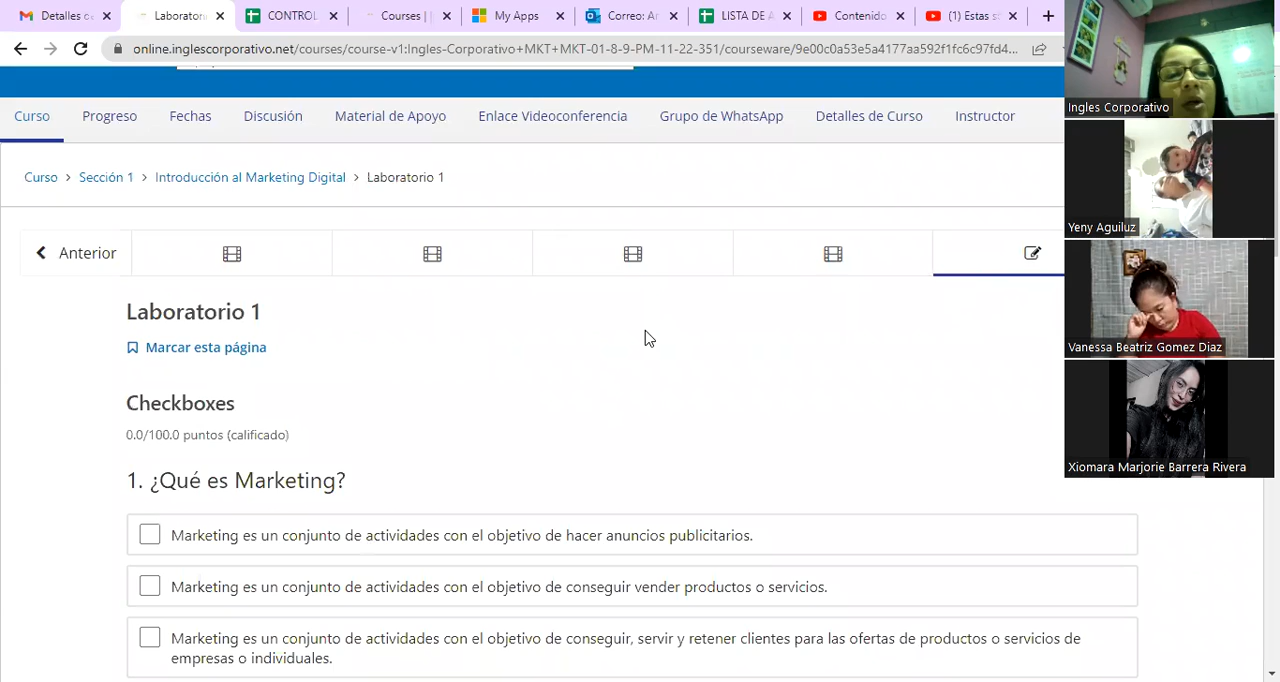 Detalles de
Laboratori
CONTROL
Courses |
My Apps
Correo: Ar
LISTA DE A
Contenido
(1) Estas s
online.inglescorporativo.net/courses/course-v1:Ingles-Corporativo+MKT+MKT-01-8-9-PM-11-22-351/courseware/9e00c0a53e5a4177aa592f1fc6c97fd4...
Curso
Progreso
Fechas
Discusión
Material de Apoyo
Enlace Videoconferencia
Grupo de WhatsApp
Detalles de Curso
Instructor
Curso > Sección 1 > Introducción al Marketing Digital > Laboratorio 1
Anterior
Laboratorio 1
Marcar esta página
Checkboxes
0.0/100.0 puntos (calificado)
1. ¿Qué es Marketing?
Marketing es un conjunto de actividades con el objetivo de hacer anuncios publicitarios.
Marketing es un conjunto de actividades con el objetivo de conseguir vender productos o servicios.
Marketing es un conjunto de actividades con el objetivo de conseguir, servir y retener clientes para las ofertas de productos o servicios de
empresas o individuales.
Ingles Corporativo
Yeny Aguiluz
Vanessa Beatriz Gomez Diaz
Xiomara Marjorie Barrera Rivera